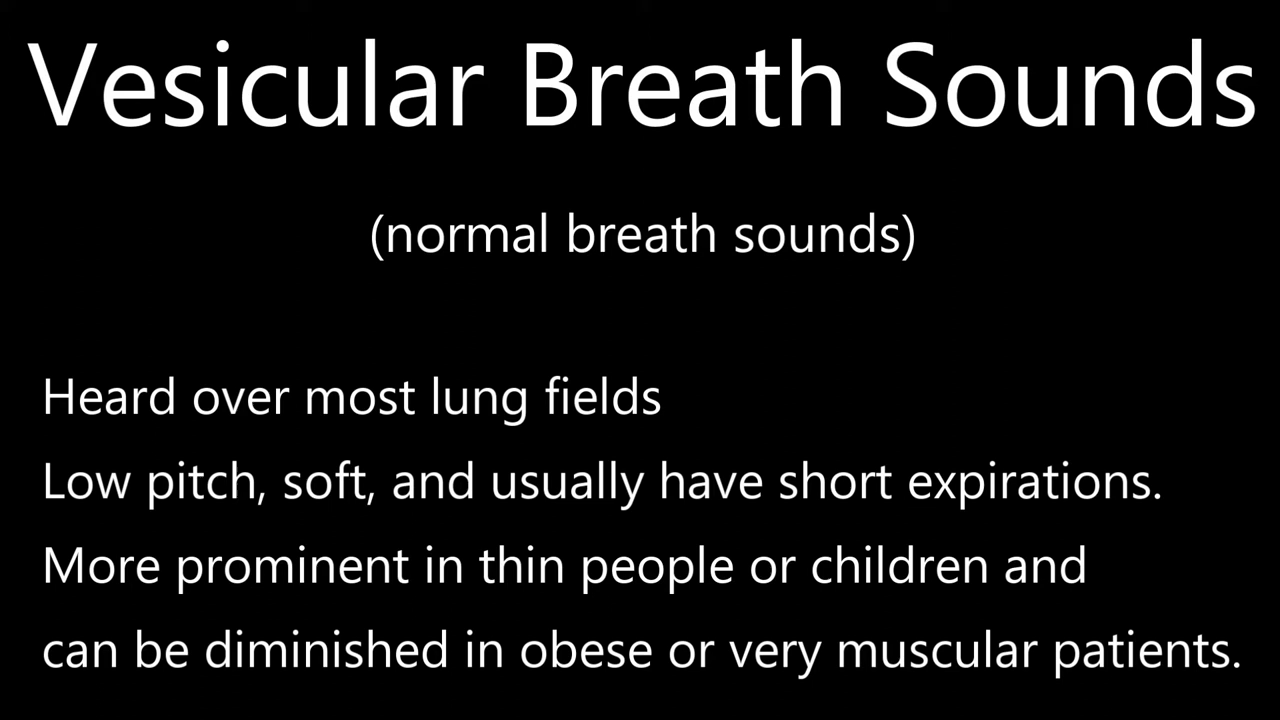 Vesicular Breath Sounds
(normal breath sounds)
Heard over most lung fields
Low pitch, soft, and usually have short expirations.
More prominent in thin people or children and
can be diminished in obese or very muscular patients.